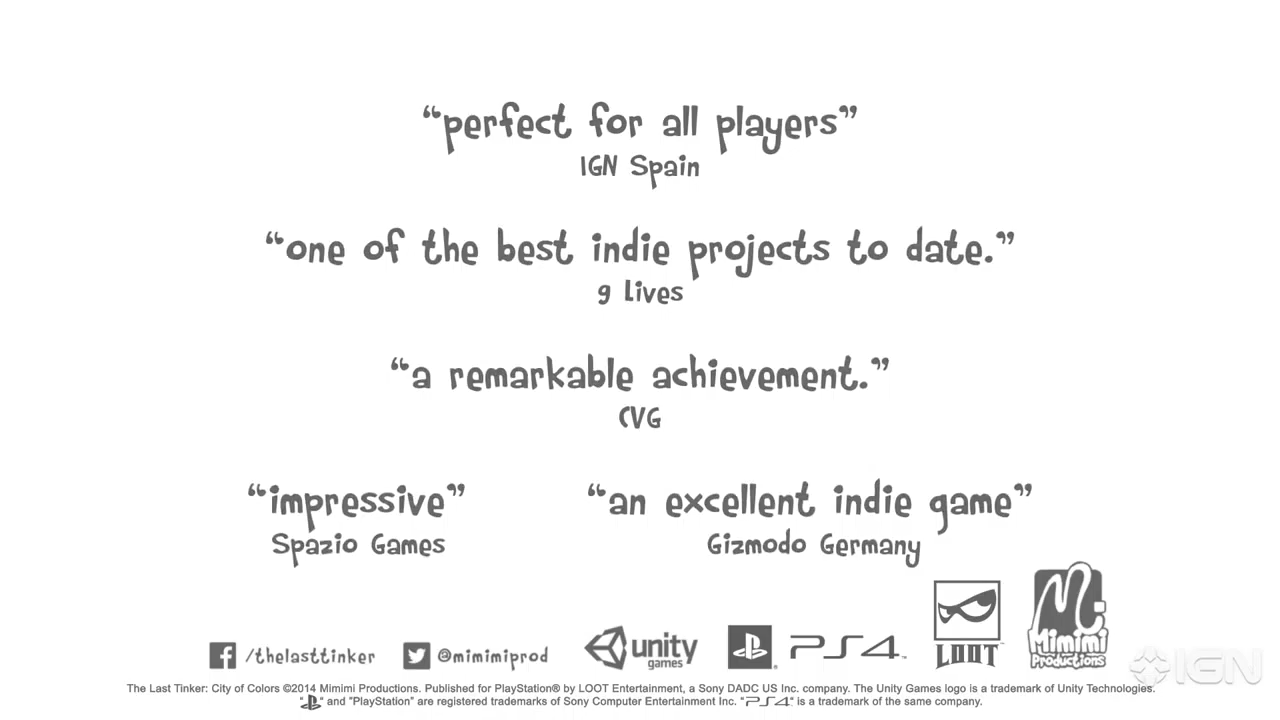 “perfect for all players”
IGN Spain
“one of the best indie projects to date.”
9 Lives
“a remarkable achievement.”
CVG
“impressive”
Spazio Games
“an excellent indie game”
Gizmodo Germany
/thelasttinker
@mimimiprod
unity
games
PS4™
LOOT
Mimimi
Productions
IGN
The Last Tinker: City of Colors ©2014 Mimimi Productions. Published for PlayStation® by LOOT Entertainment, a Sony DADC US Inc. company. The Unity Games logo is a trademark of Unity Technologies.
“ ” and "PlayStation” are registered trademarks of Sony Computer Entertainment Inc. “PS4” is a trademark of the same company.